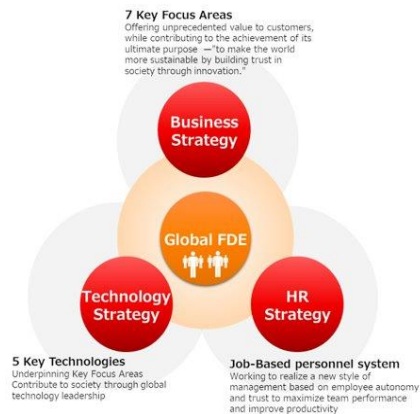 7 Key Focus Areas
Offering unprecedented value to customers,
while contributing to the achievement of its
ultimate purpose —"to make the world
more sustainable by building trust in
society through innovation."
Business
Strategy
Global FDE
Technology
Strategy
HR
Strategy
5 Key Technologies
Underpinning Key Focus Areas
Contribute to society through global
technology leadership
Job-Based personnel system
Working to realize a new style of
management based on employee autonomy
and trust to maximize team performance
and improve productivity